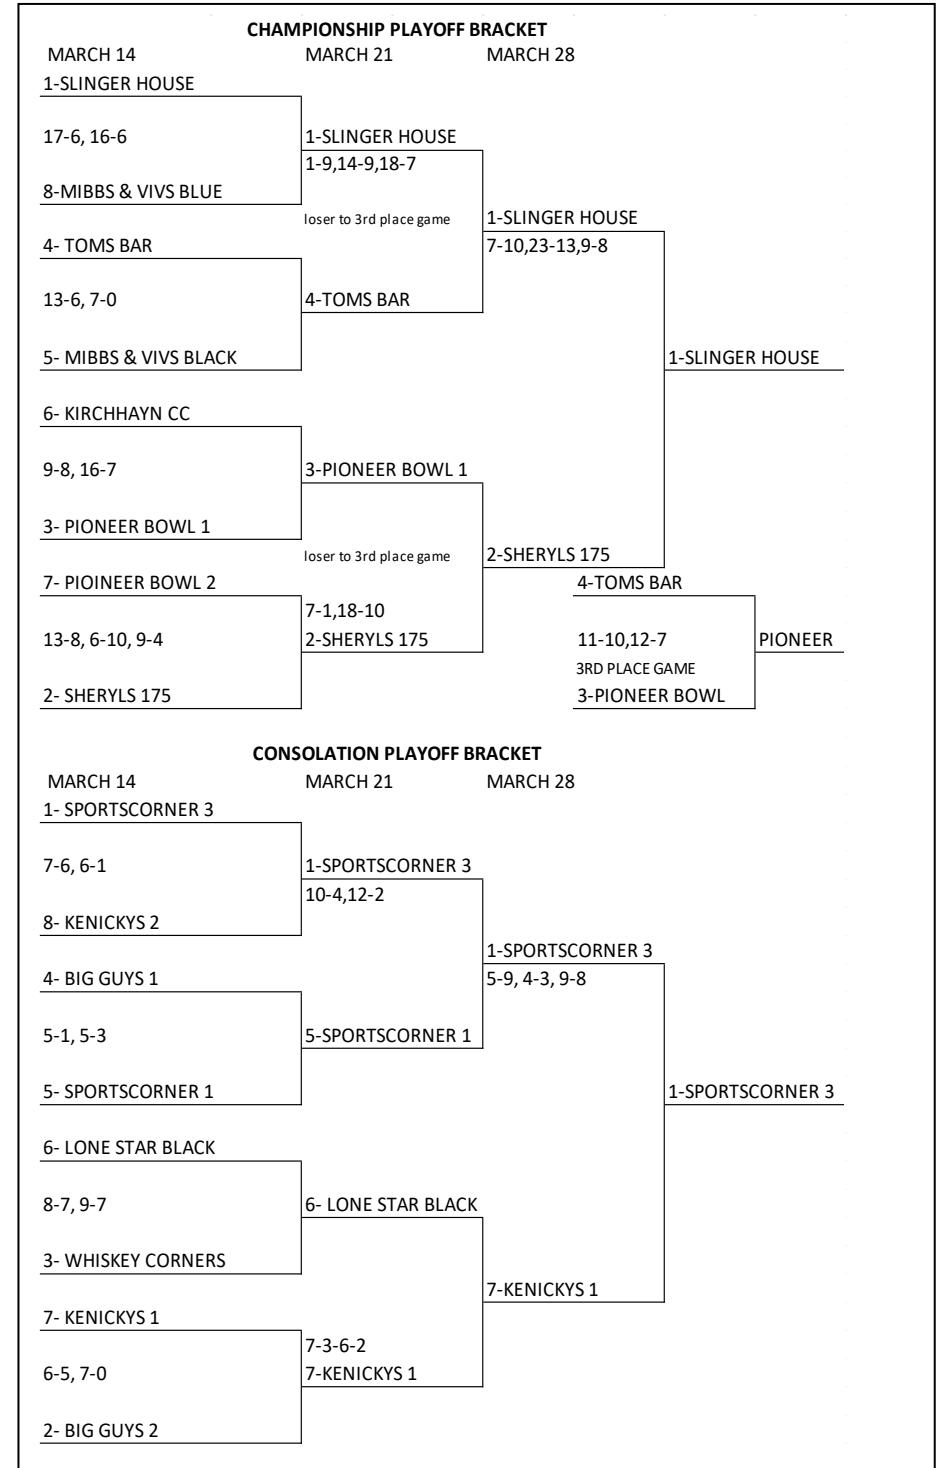 CHAMPIONSHIP PLAYOFF BRACKET
MARCH 14 MARCH 21 MARCH 28
1-SLINGER HOUSE
17-6, 16-6 1-SLINGER HOUSE
1-9,14-9,18-7
8-MIBBS & VIVS BLUE
loser to 3rd place game 1-SLINGER HOUSE
4- TOMS BAR 7-10,23-13,9-8
13-6, 7-0 4-TOMS BAR
5- MIBBS & VIVS BLACK 1-SLINGER HOUSE
6- KIRCHHAYN CC
9-8, 16-7 3-PIONEER BOWL 1
3- PIONEER BOWL 1
loser to 3rd place game 2-SHERYLS 175
7- PIOINEER BOWL 2 4-TOMS BAR
7-1,18-10
13-8, 6-10, 9-4 2-SHERYLS 175 11-10,12-7 PIONEER
3RD PLACE GAME
2- SHERYLS 175 3-PIONEER BOWL
CONSOLATION PLAYOFF BRACKET
MARCH 14 MARCH 21 MARCH 28
1- SPORTSCORNER 3
7-6, 6-1 1-SPORTSCORNER 3
10-4,12-2
8- KENICKYS 2
1-SPORTSCORNER 3
4- BIG GUYS 1 5-9, 4-3, 9-8
5-1, 5-3 5-SPORTSCORNER 1
5- SPORTSCORNER 1 1-SPORTSCORNER 3
6- LONE STAR BLACK
8-7, 9-7 6- LONE STAR BLACK
3- WHISKEY CORNERS
7-KENICKYS 1
7- KENICKYS 1
7-3-6-2
6-5, 7-0 7-KENICKYS 1
2- BIG GUYS 2